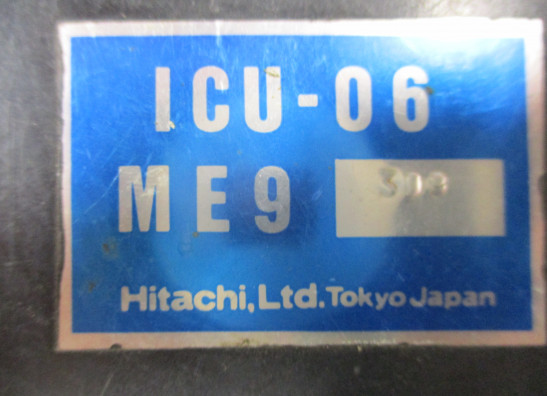 ICU-06
ME9
Hitachi, Ltd. Tokyo Japan